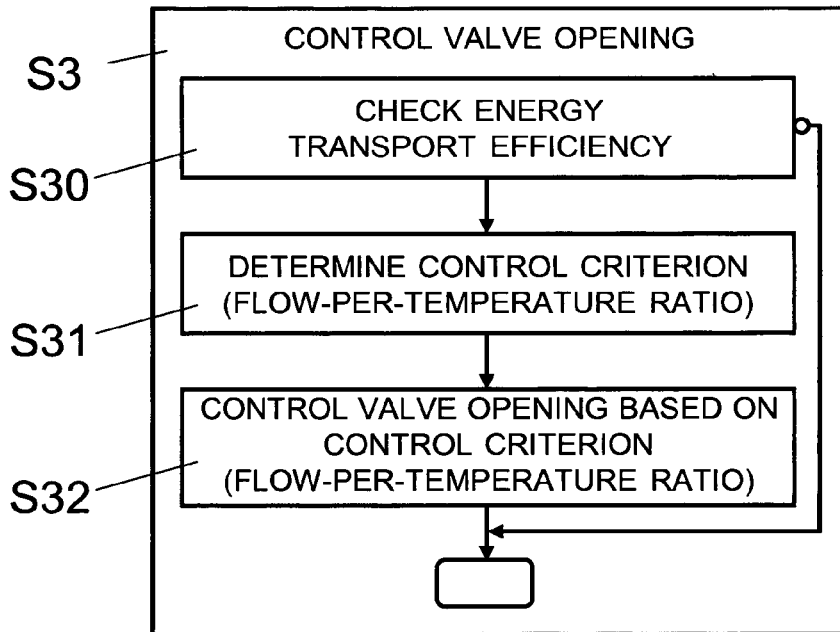 CONTROL VALVE OPENING
S3
CHECK ENERGY
TRANSPORT EFFICIENCY
S30
DETERMINE CONTROL CRITERION
(FLOW-PER-TEMPERATURE RATIO)
S31
CONTROL VALVE OPENING BASED ON
CONTROL CRITERION
(FLOW-PER-TEMPERATURE RATIO)
S32